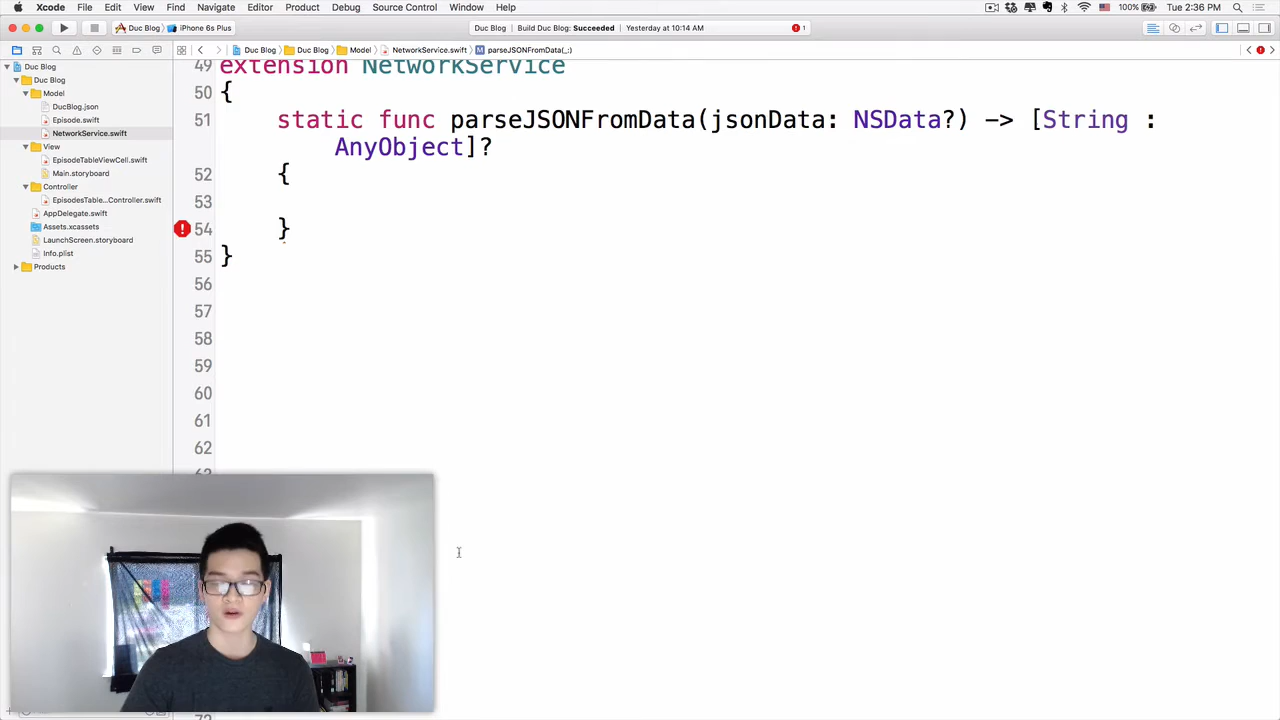 Xcode File Edit View Find Navigate Editor Product Debug Source Control Window Help 100% Tue 2:36 PM
Duc Blog iPhone 6s Plus Duc Blog Build Duc Blog: Succeeded Yesterday at 10:14 AM 1
Duc Blog Duc Blog Model NetworkService.swift M parseJSONFromData(_:)
Duc Blog
Duc Blog
Model
DucBlog.json
Episode.swift
NetworkService.swift
View
EpisodeTableViewCell.swift
Main.storyboard
Controller
EpisodesTable...Controller.swift
AppDelegate.swift
Assets.xcassets
LaunchScreen.storyboard
Info.plist
Products
49 extension NetworkService
50 {
51 static func parseJSONFromData(jsonData: NSData?) -> [String :
AnyObject]?
52 {
53
54 }
55 }
56
57
58
59
60
61
62